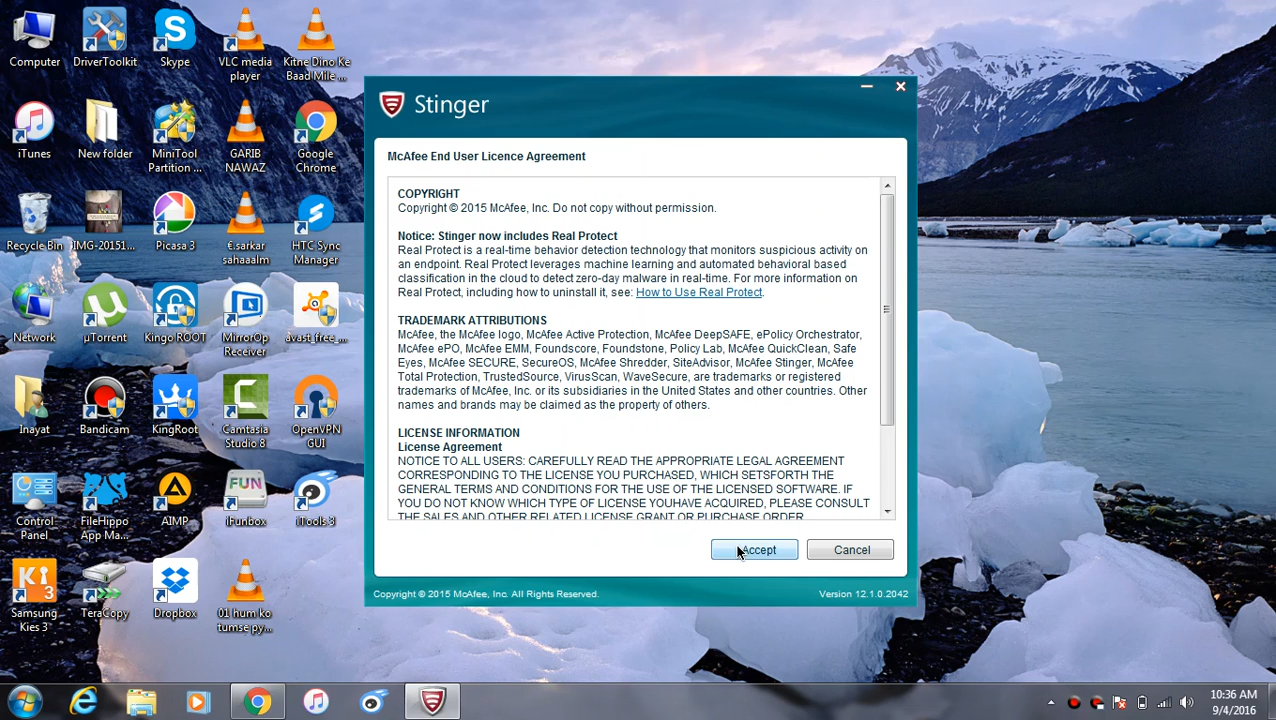 Computer
DriverToolkit
Skype
VLC media
player
Kitne Dino Ke
Baad Mile ...
iTunes
New folder
MiniTool
Partition ...
GARIB
NAWAZ
Google
Chrome
Recycle Bin
IMG-20151...
Picasa 3
€.sarkar
sahaaalm
HTC Sync
Manager
Network
µTorrent
Kingo ROOT
MirrorOp
Receiver
avast_free_...
Inayat
Bandicam
KingRoot
Camtasia
Studio 8
OpenVPN
GUI
Control
Panel
FileHippo
App Ma...
AIMP
FUN
iFunbox
iTools 3
Samsung
Kies 3
TeraCopy
Dropbox
01 hum ko
tumse py...
Stinger
McAfee End User Licence Agreement
COPYRIGHT
Copyright © 2015 McAfee, Inc. Do not copy without permission.
Notice: Stinger now includes Real Protect
Real Protect is a real-time behavior detection technology that monitors suspicious activity on
an endpoint. Real Protect leverages machine learning and automated behavioral based
classification in the cloud to detect zero-day malware in real-time. For more information on
Real Protect, including how to uninstall it, see: How to Use Real Protect.
TRADEMARK ATTRIBUTIONS
McAfee, the McAfee logo, McAfee Active Protection, McAfee DeepSAFE, ePolicy Orchestrator,
McAfee ePO, McAfee EMM, Foundscore, Foundstone, Policy Lab, McAfee QuickClean, Safe
Eyes, McAfee SECURE, SecureOS, McAfee Shredder, SiteAdvisor, McAfee Stinger, McAfee
Total Protection, TrustedSource, VirusScan, WaveSecure, are trademarks or registered
trademarks of McAfee, Inc. or its subsidiaries in the United States and other countries. Other
names and brands may be claimed as the property of others.
LICENSE INFORMATION
License Agreement
NOTICE TO ALL USERS: CAREFULLY READ THE APPROPRIATE LEGAL AGREEMENT
CORRESPONDING TO THE LICENSE YOU PURCHASED, WHICH SETSFORTH THE
GENERAL TERMS AND CONDITIONS FOR THE USE OF THE LICENSED SOFTWARE. IF
YOU DO NOT KNOW WHICH TYPE OF LICENSE YOUHAVE ACQUIRED, PLEASE CONSULT
THE SALES AND OTHER RELATED LICENSE GRANT OR PURCHASE ORDER
Accept
Cancel
Copyright © 2015 McAfee, Inc. All Rights Reserved.
Version 12.1.0.2042
10:36 AM
9/4/2016